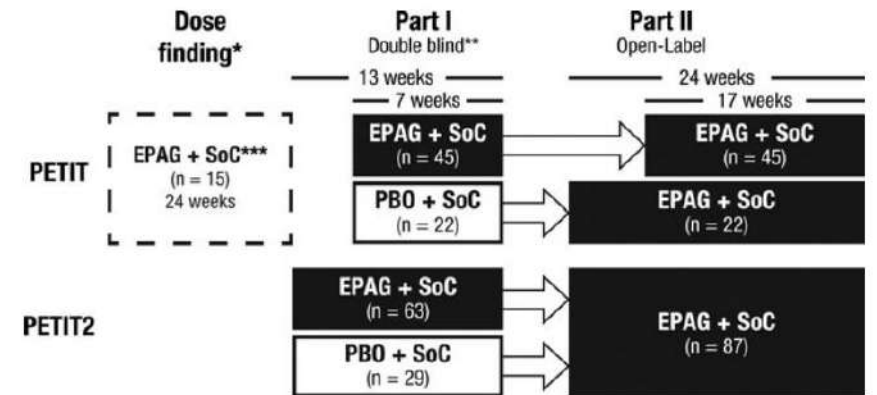 Dose finding*
Part I
Double blind**
Part II
Open-Label
13 weeks
24 weeks
7 weeks
17 weeks
PETIT
EPAG + SoC***
(n = 15)
24 weeks
EPAG + SoC
(n = 45)
EPAG + SoC
(n = 45)
PBO + SoC
(n = 22)
EPAG + SoC
(n = 22)
PETIT2
EPAG + SoC
(n = 63)
PBO + SoC
(n = 29)
EPAG + SoC
(n = 87)